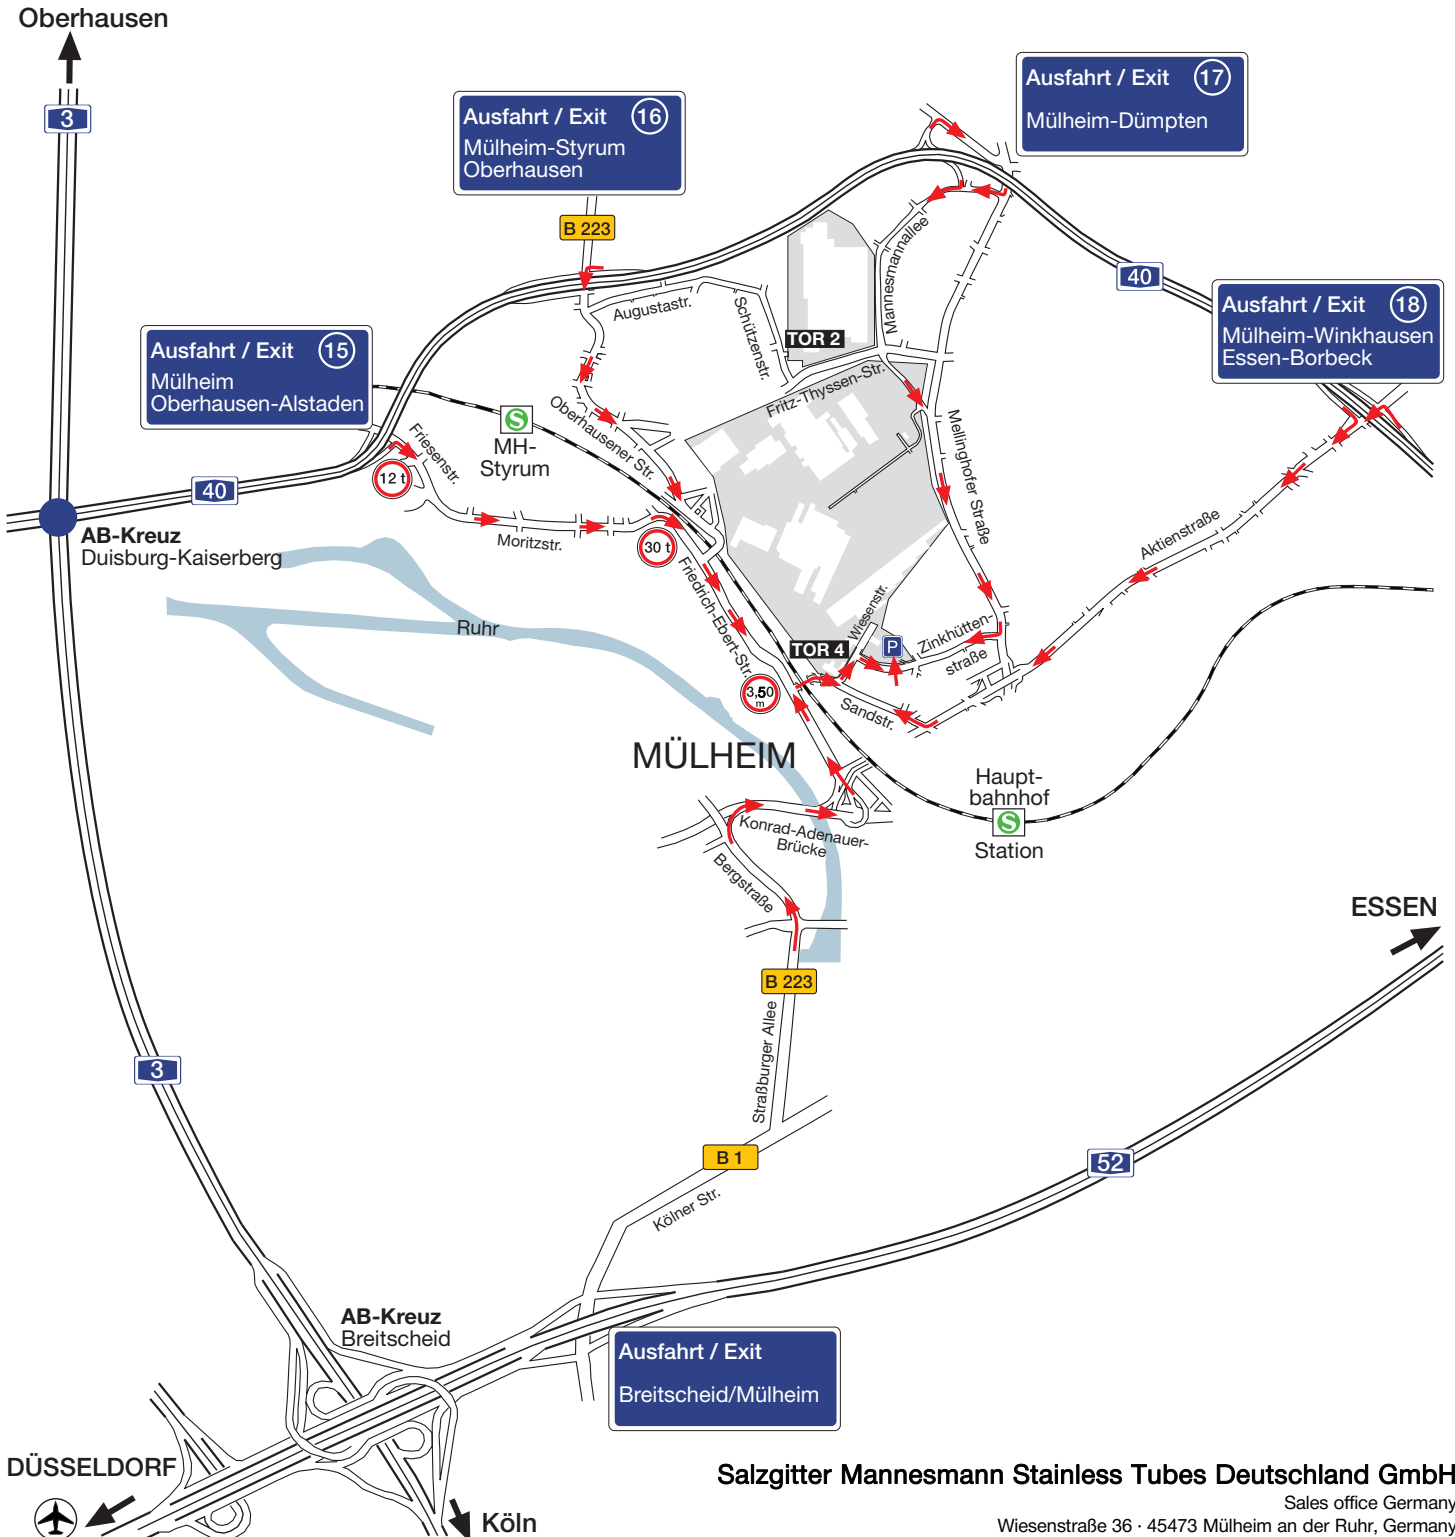 Oberhausen
3
Ausfahrt / Exit 17
Mülheim-Dümpten
Ausfahrt / Exit 16
Mülheim-Styrum
Oberhausen
B 223
40
Ausfahrt / Exit 18
Mülheim-Winkhausen
Essen-Borbeck
Mannesmannallee
Augustastr.
Schützenstr.
TOR 2
Ausfahrt / Exit 15
Mülheim
Oberhausen-Alstaden
Fritz-Thyssen-Str.
S
MH-
Styrum
Oberhausener Str.
Friesenstr.
Mellinghofer Straße
12 t
40
AB-Kreuz
Duisburg-Kaiserberg
Moritzstr.
30 t
Aktienstraße
Friedrich-Ebert-Str.
Wiesenstr.
Ruhr
TOR 4
P
Zinkhütten-
straße
3,50
m
Sandstr.
MÜLHEIM
Haupt-
bahnhof
S
Station
Konrad-Adenauer-
Brücke
Bergstraße
ESSEN
B 223
Straßburger Allee
3
B 1
52
Kölner Str.
AB-Kreuz
Breitscheid
Ausfahrt / Exit
Breitscheid/Mülheim
DÜSSELDORF
Köln
Salzgitter Mannesmann Stainless Tubes Deutschland GmbH
Sales office Germany
Wiesenstraße 36 · 45473 Mülheim an der Ruhr, Germany